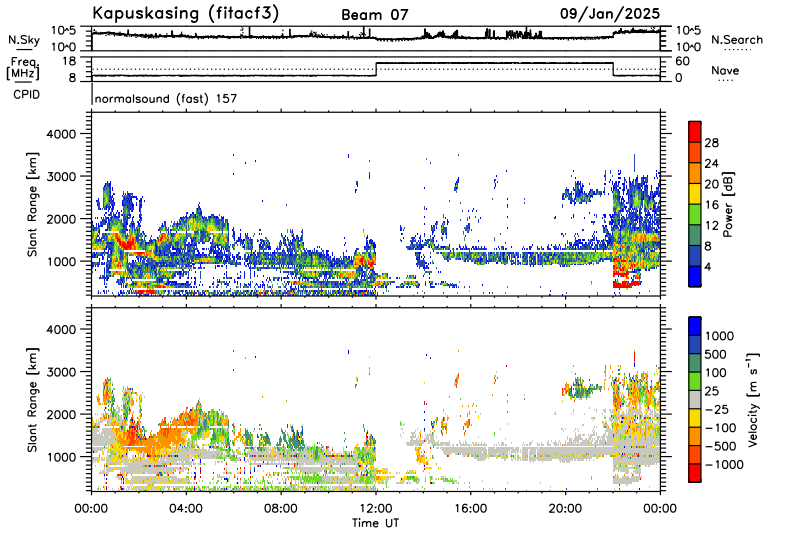 Kapuskasing (fitacf3) Beam 07 09/Jan/2025
N.Sky 10^5 10^0 10^5 10^0 N.Search
Freq. [MHz] 18 8 60 0 Nave
CPID normalsound (fast) 157
Slant Range [km] 4000 3000 2000 1000
Power [dB] 28 24 20 16 12 8 4
Slant Range [km] 4000 3000 2000 1000
Velocity [m s^-1] 1000 500 100 25 -25 -100 -500 -1000
00:00 04:00 08:00 12:00 16:00 20:00 00:00
Time UT